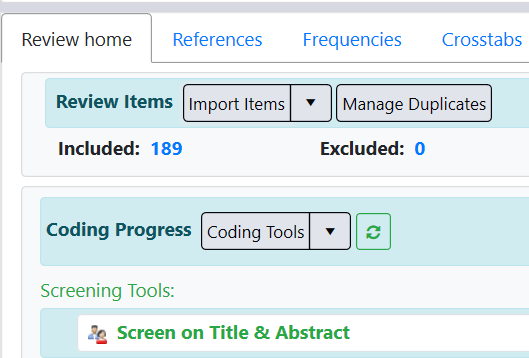 Review home References Frequencies Crosstabs
Review Items Import Items Manage Duplicates
Included: 189 Excluded: 0
Coding Progress Coding Tools
Screening Tools:
Screen on Title & Abstract